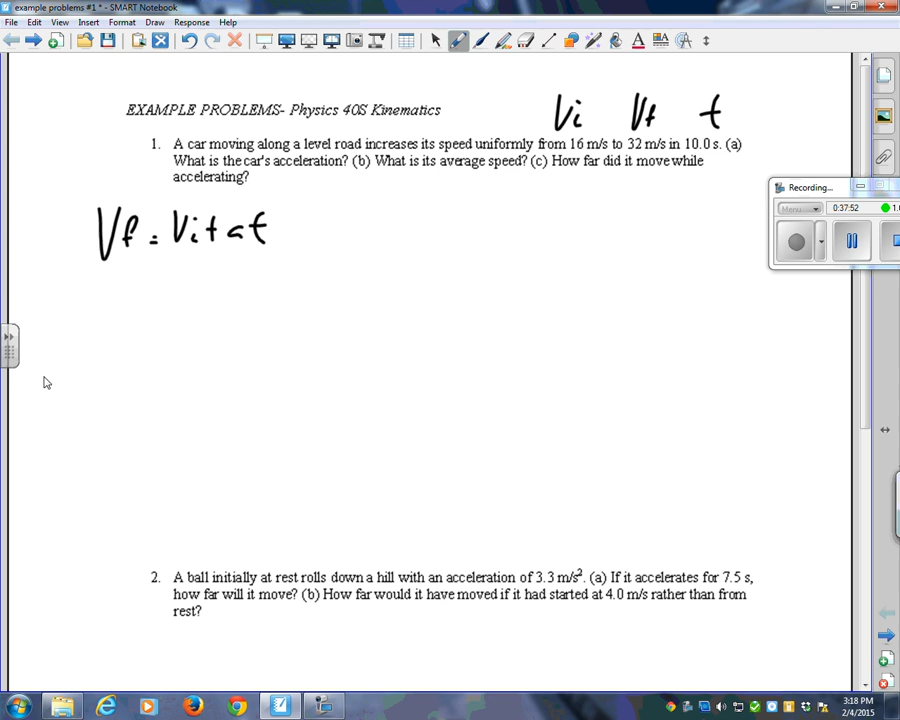 example problems #1 * - SMART Notebook
File Edit View Insert Format Draw Response Help
Vi Vf t
EXAMPLE PROBLEMS- Physics 40S Kinematics
1. A car moving along a level road increases its speed uniformly from 16 m/s to 32 m/s in 10.0 s. (a)
What is the car's acceleration? (b) What is its average speed? (c) How far did it move while
accelerating?
Recording...
Menu 0:37:52
Vf = Vi + at
2. A ball initially at rest rolls down a hill with an acceleration of 3.3 m/s². (a) If it accelerates for 7.5 s,
how far will it move? (b) How far would it have moved if it had started at 4.0 m/s rather than from
rest?
3:18 PM
2/4/2015